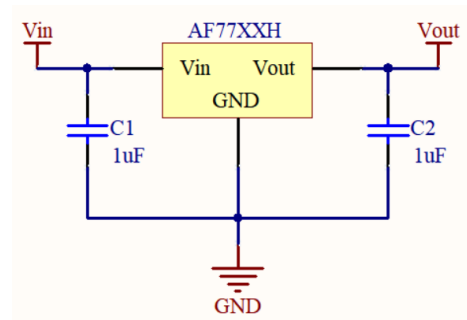 Vin
AF77XXH
Vout
Vin
Vout
GND
C1
1uF
C2
1uF
GND